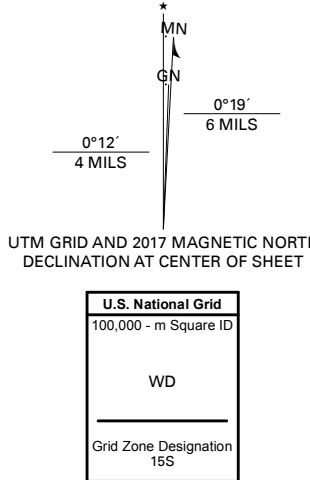 ★
MN
GN
0°19´
6 MILS
0°12´
4 MILS
UTM GRID AND 2017 MAGNETIC NORTH
DECLINATION AT CENTER OF SHEET
U.S. National Grid
100,000 - m Square ID
WD
Grid Zone Designation
15S